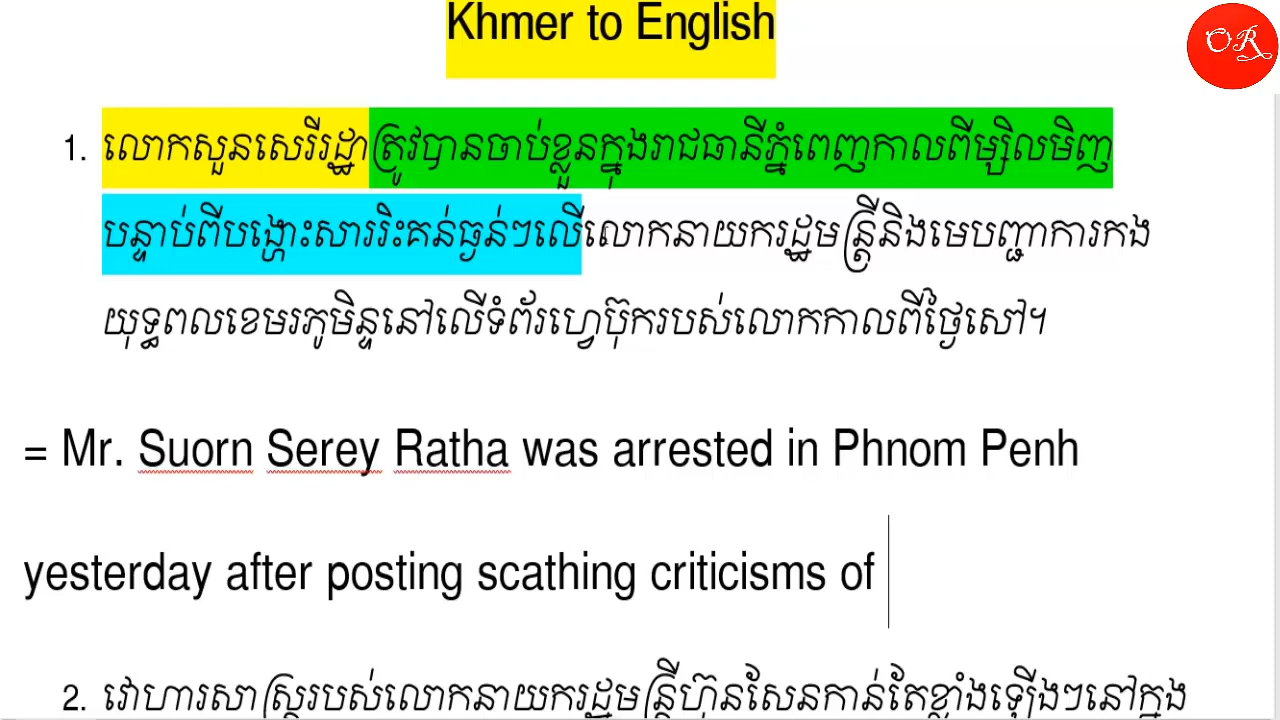 Khmer to English
OR
1. លោកសួនសេរីរដ្ឋាត្រូវបានចាប់ខ្លួនក្នុងរាជធានីភ្នំពេញកាលពីម្សិលមិញ
បន្ទាប់ពីបង្ហោះសាររិះគន់ធ្ងន់ៗលើលោកនាយករដ្ឋមន្ត្រីនិងមេបញ្ជាការកង
យុទ្ធពលខេមរភូមិន្ទនៅលើទំព័រហ្វេប៊ុករបស់លោកកាលពីថ្ងៃសៅ។
= Mr. Suorn Serey Ratha was arrested in Phnom Penh
yesterday after posting scathing criticisms of
2. វោហារសាស្ត្ររបស់លោកនាយករដ្ឋមន្ត្រីហ៊ុនសែនកាន់តែខ្លាំងឡើងៗនៅក្នុង